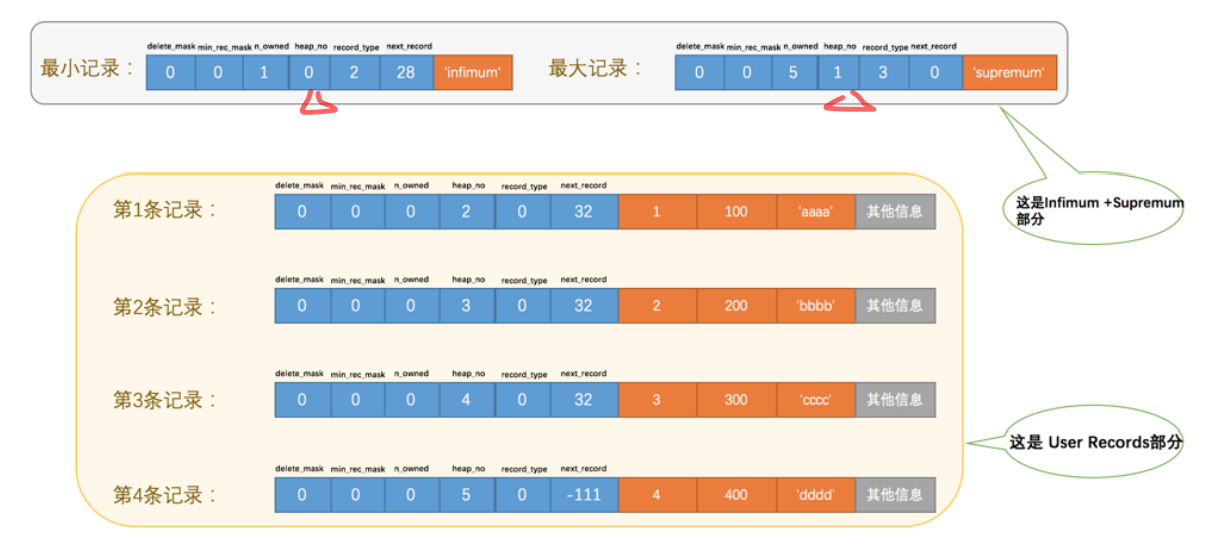 delete_mask min_rec_mask n_owned heap_no record_type next_record
最小记录： 0 0 1 0 2 28 'infimum'
delete_mask min_rec_mask n_owned heap_no record_type next_record
最大记录： 0 0 5 1 3 0 'supremum'
这是Infimum +Supremum
部分
delete_mask min_rec_mask n_owned heap_no record_type next_record
第1条记录： 0 0 0 2 0 32 1 100 'aaaa' 其他信息
delete_mask min_rec_mask n_owned heap_no record_type next_record
第2条记录： 0 0 0 3 0 32 2 200 'bbbb' 其他信息
delete_mask min_rec_mask n_owned heap_no record_type next_record
第3条记录： 0 0 0 4 0 32 3 300 'cccc' 其他信息
这是 User Records部分
delete_mask min_rec_mask n_owned heap_no record_type next_record
第4条记录： 0 0 0 5 0 -111 4 400 'dddd' 其他信息